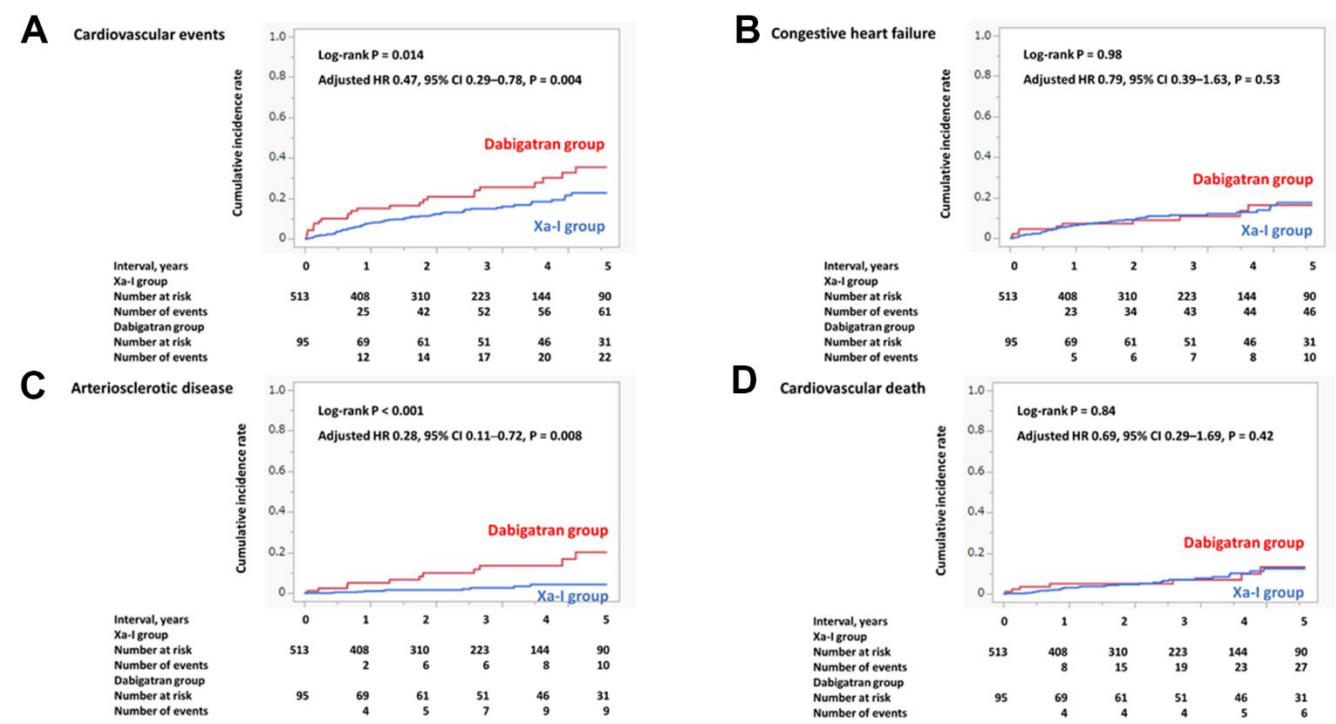 A Cardiovascular events
Cumulative incidence rate
1.0
0.8
0.6
0.4
0.2
0
Log-rank P = 0.014
Adjusted HR 0.47, 95% CI 0.29–0.78, P = 0.004
Dabigatran group
Xa-I group
Interval, years 0 1 2 3 4 5
Xa-I group
Number at risk 513 408 310 223 144 90
Number of events 25 42 52 56 61
Dabigatran group
Number at risk 95 69 61 51 46 31
Number of events 12 14 17 20 22
B Congestive heart failure
Cumulative incidence rate
1.0
0.8
0.6
0.4
0.2
0
Log-rank P = 0.98
Adjusted HR 0.79, 95% CI 0.39–1.63, P = 0.53
Dabigatran group
Xa-I group
Interval, years 0 1 2 3 4 5
Xa-I group
Number at risk 513 408 310 223 144 90
Number of events 23 34 43 44 46
Dabigatran group
Number at risk 95 69 61 51 46 31
Number of events 5 6 7 8 10
C Arteriosclerotic disease
Cumulative incidence rate
1.0
0.8
0.6
0.4
0.2
0
Log-rank P < 0.001
Adjusted HR 0.28, 95% CI 0.11–0.72, P = 0.008
Dabigatran group
Xa-I group
Interval, years 0 1 2 3 4 5
Xa-I group
Number at risk 513 408 310 223 144 90
Number of events 2 6 6 8 10
Dabigatran group
Number at risk 95 69 61 51 46 31
Number of events 4 5 7 9 9
D Cardiovascular death
Cumulative incidence rate
1.0
0.8
0.6
0.4
0.2
0
Log-rank P = 0.84
Adjusted HR 0.69, 95% CI 0.29–1.69, P = 0.42
Dabigatran group
Xa-I group
Interval, years 0 1 2 3 4 5
Xa-I group
Number at risk 513 408 310 223 144 90
Number of events 8 15 19 23 27
Dabigatran group
Number at risk 95 69 61 51 46 31
Number of events 4 4 4 5 6